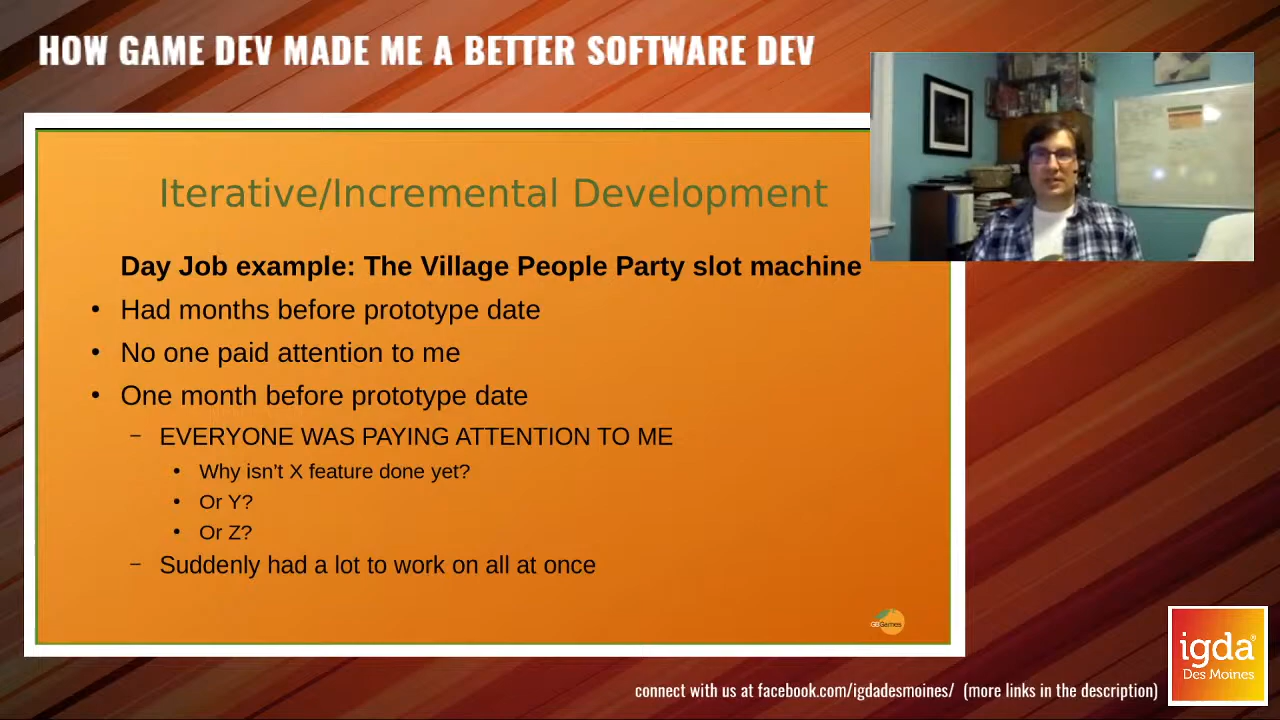 HOW GAME DEV MADE ME A BETTER SOFTWARE DEV
Iterative/Incremental Development
Day Job example: The Village People Party slot machine
• Had months before prototype date
• No one paid attention to me
• One month before prototype date
– EVERYONE WAS PAYING ATTENTION TO ME
• Why isn't X feature done yet?
• Or Y?
• Or Z?
– Suddenly had a lot to work on all at once
GBGames
connect with us at facebook.com/igdadesmoines/ (more links in the description)
igda®
Des Moines